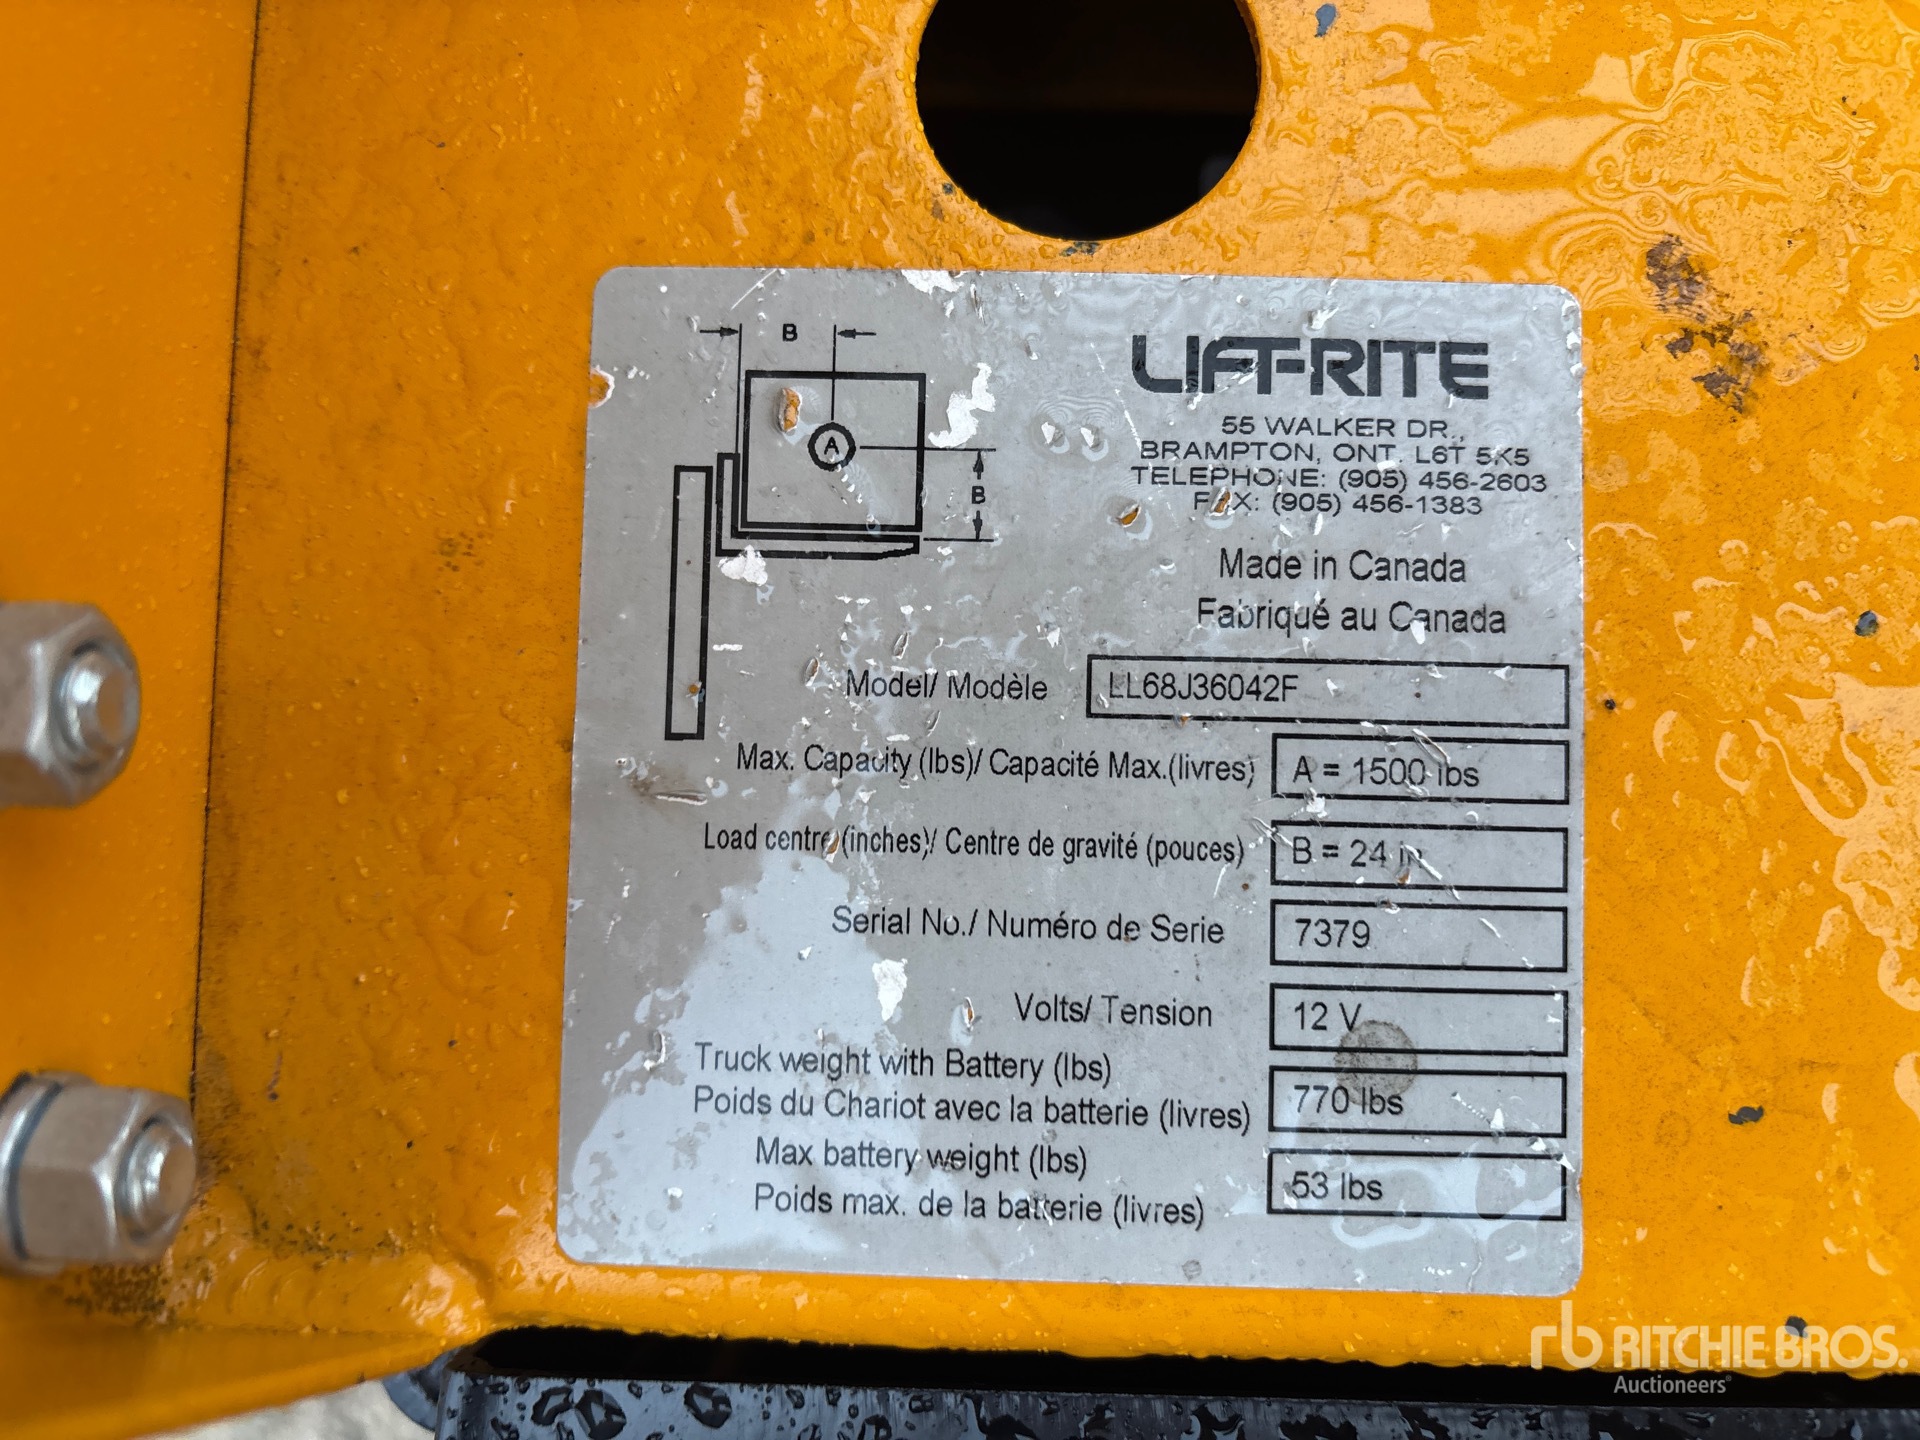 B
A
B
LIFT-RITE
55 WALKER DR.,
BRAMPTON, ONT. L6T 5K5
TELEPHONE: (905) 456-2603
FAX: (905) 456-1383
Made in Canada
Fabriqué au Canada
Model/ Modèle LL68J36042F
Max. Capacity (lbs)/ Capacité Max.(livres) A = 1500 lbs
Load centre (inches)/ Centre de gravité (pouces) B = 24 in
Serial No./ Numéro de Serie 7379
Volts/ Tension 12 V
Truck weight with Battery (lbs)
Poids du Chariot avec la batterie (livres) 770 lbs
Max battery weight (lbs)
Poids max. de la batterie (livres) 53 lbs
rb RITCHIE BROS.
Auctioneers